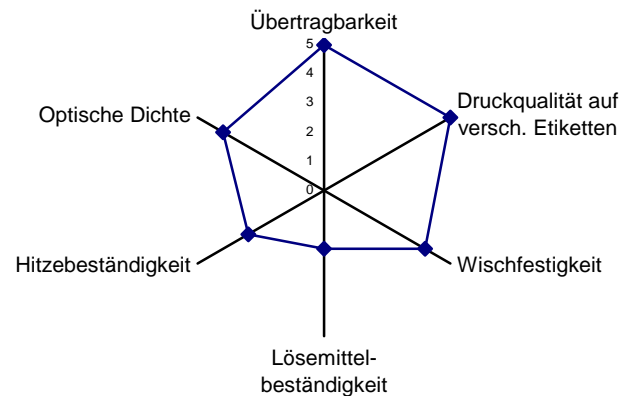 Übertragbarkeit
5
4
3
2
1
0
Optische Dichte
Druckqualität auf
versch. Etiketten
Hitzebeständigkeit
Wischfestigkeit
Lösemittel-
beständigkeit